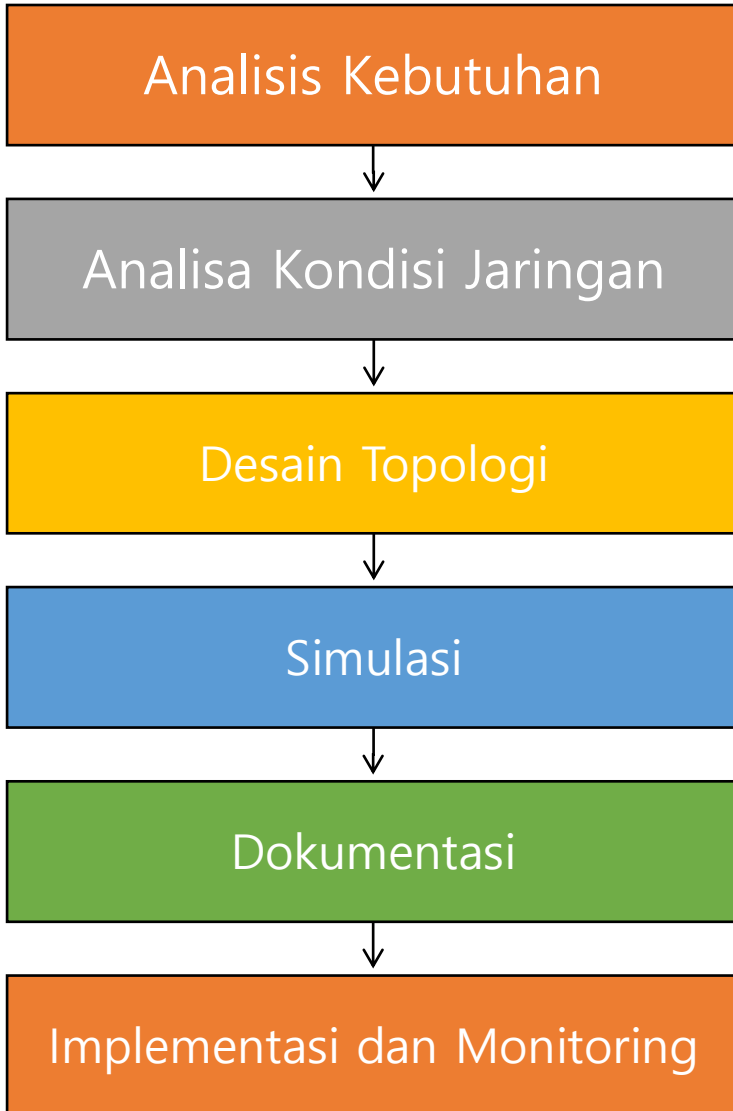 Analisis Kebutuhan
Analisa Kondisi Jaringan
Desain Topologi
Simulasi
Dokumentasi
Implementasi dan Monitoring